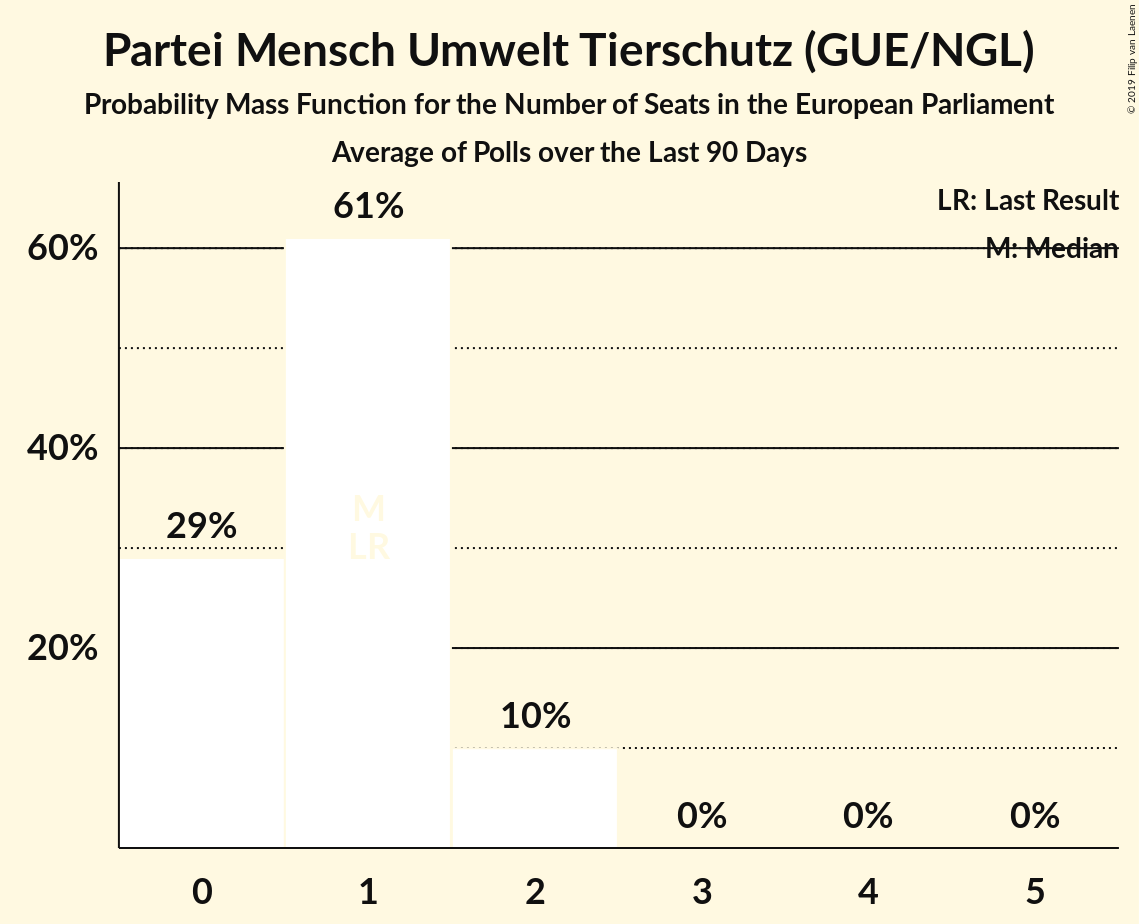 Partei Mensch Umwelt Tierschutz (GUE/NGL)
Probability Mass Function for the Number of Seats in the European Parliament
Average of Polls over the Last 90 Days
© 2019 Filip van Laenen
LR: Last Result
M: Median
60%
40%
20%
29%
61%
M
LR
10%
0%
0%
0%
0 1 2 3 4 5